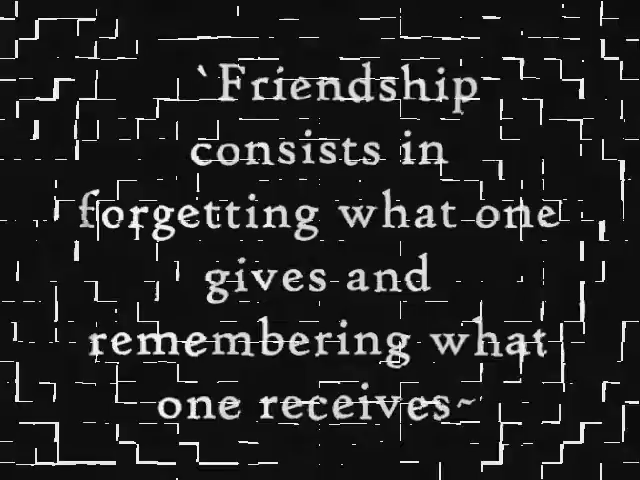 `Friendship
consists in
forgetting what one
gives and
remembering what
one receives~